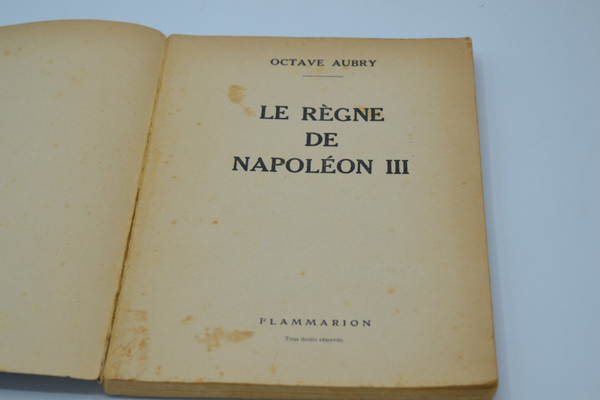 OCTAVE AUBRY
LE RÈGNE
DE
NAPOLÉON III
FLAMMARION
Tous droits réservés.